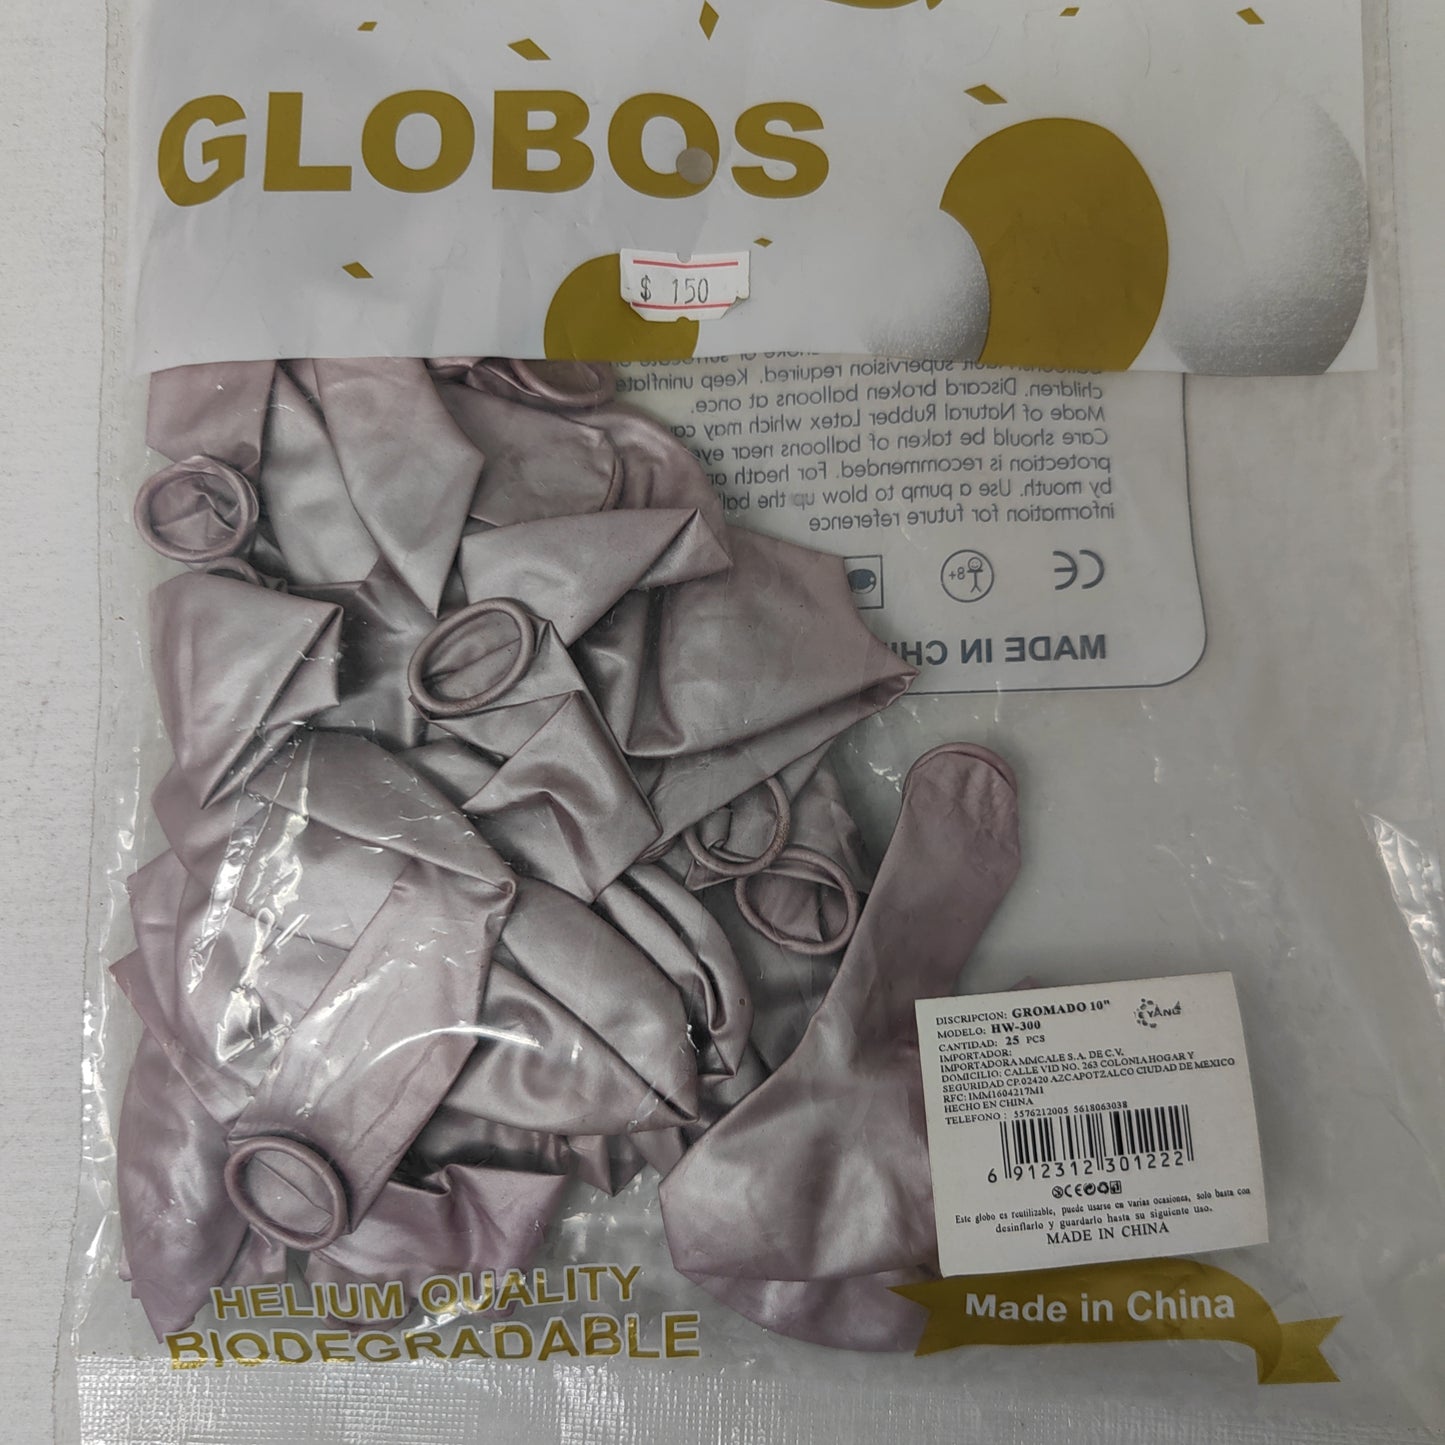 GLOBOS
$ 150
supervision required. Keep
children. Discard broken balloons at once.
Made of Natural Rubber Latex which may
Care should be taken of balloons near
protection is recommended. For heath
by mouth. Use a pump to blow up the
information for future reference
8+
CE
MADE IN
DISCRIPCION: GROMADO 10"
YANG
MODELO: HW-300
CANTIDAD: 25 PCS
IMPORTADOR:
IMPORTADORA MMCALE S.A. DE C.V.
DOMICILIO: CALLE VID NO. 263 COLONIA HOGAR Y
SEGURIDAD CP.02420 AZCAPOTZALCO CIUDAD DE MEXICO
RFC: IMM1604217M1
HECHO EN CHINA
TELEFONO : 5576212005 5618063038
6 912312 301222
CE
Este globo es reutilizable, puede usarse en varias ocasiones, solo basta con
desinflarlo y guardarlo hasta su siguiente uso.
MADE IN CHINA
HELIUM QUALITY
BIODEGRADABLE
Made in China